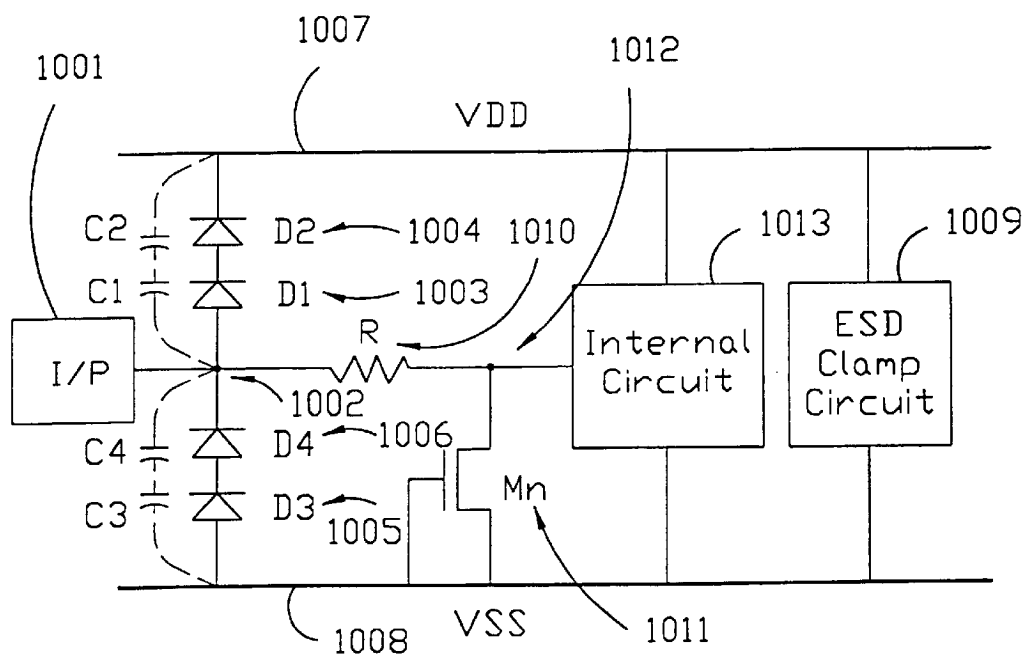 1007
1012
1001
VDD
C2
D2
1004
1010
1013
1009
C1
D1
1003
R
I/P
Internal
Circuit
ESD
Clamp
Circuit
1002
C4
D4
1006
C3
D3
1005
Mn
1008
VSS
1011